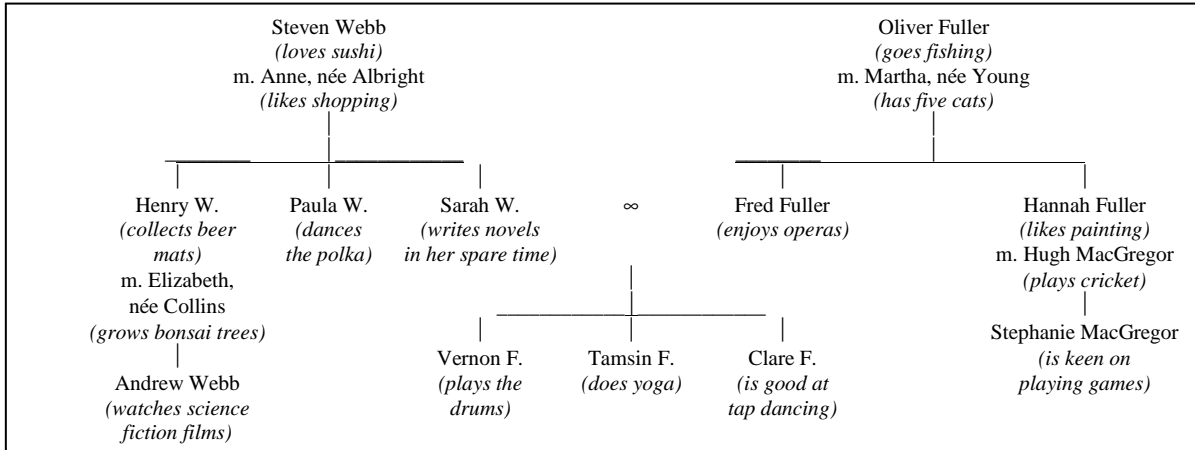 Steven Webb
(loves sushi)
m. Anne, née Albright
(likes shopping)
Oliver Fuller
(goes fishing)
m. Martha, née Young
(has five cats)
Henry W.
(collects beer
mats)
m. Elizabeth,
née Collins
(grows bonsai trees)
Paula W.
(dances
the polka)
Sarah W.
(writes novels
in her spare time)
∞
Fred Fuller
(enjoys operas)
Hannah Fuller
(likes painting)
m. Hugh MacGregor
(plays cricket)
Andrew Webb
(watches science
fiction films)
Vernon F.
(plays the
drums)
Tamsin F.
(does yoga)
Clare F.
(is good at
tap dancing)
Stephanie MacGregor
(is keen on
playing games)